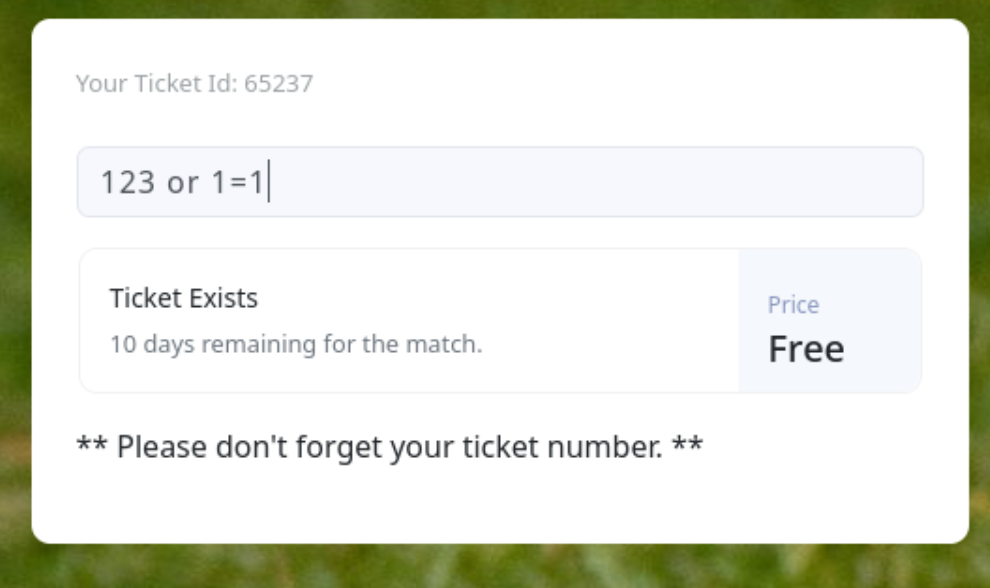 Your Ticket Id: 65237
123 or 1=1
Ticket Exists
10 days remaining for the match.
Price
Free
** Please don't forget your ticket number. **